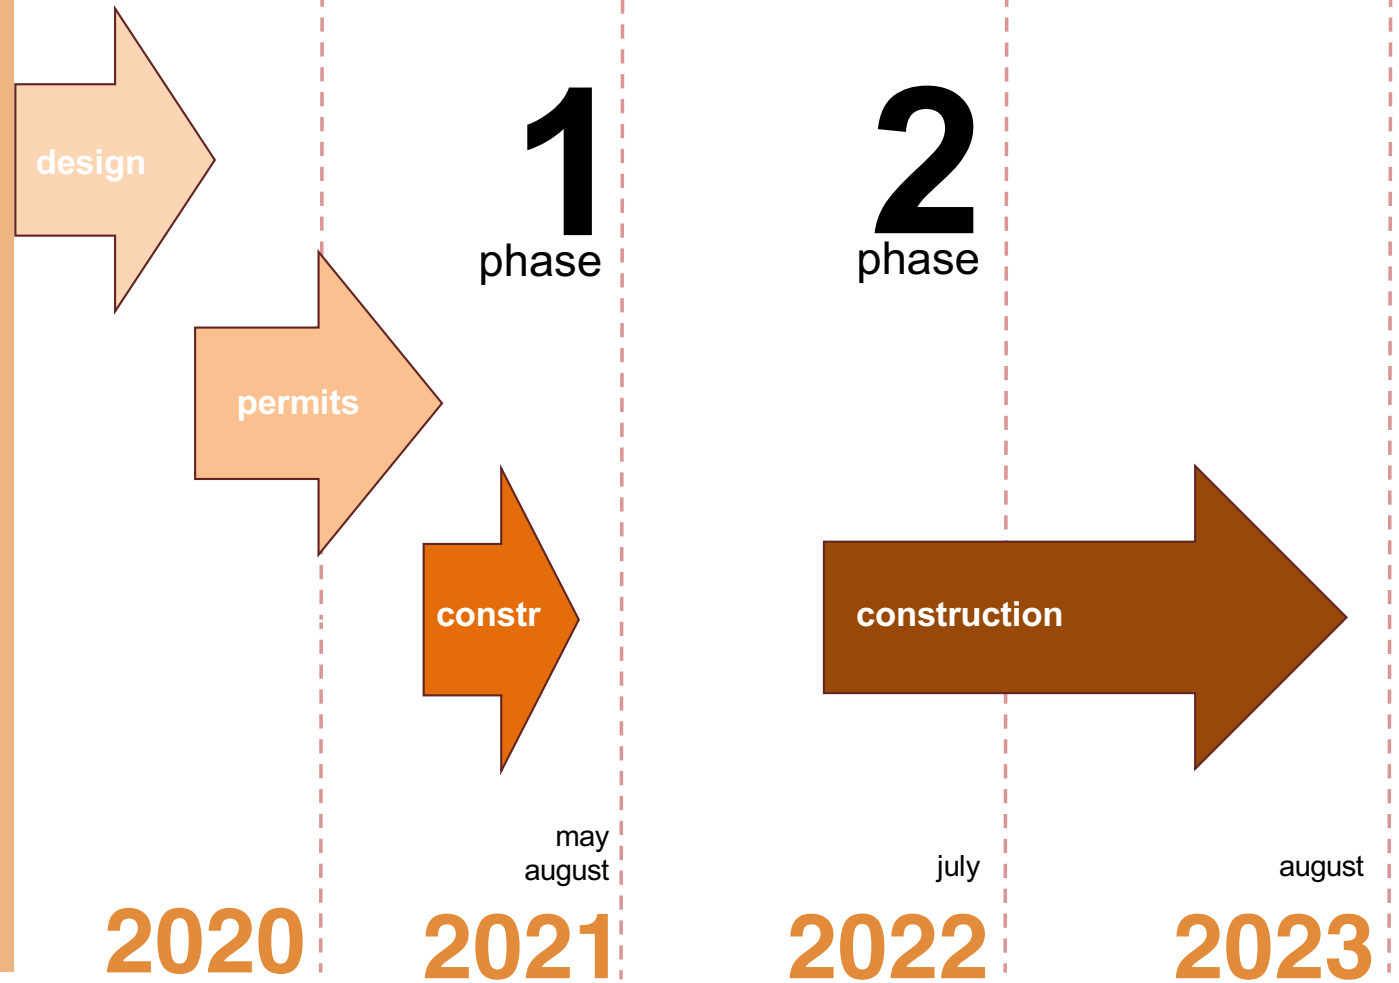 design
1
phase
2
phase
permits
constr
construction
may
august
july
august
2020
2021
2022
2023